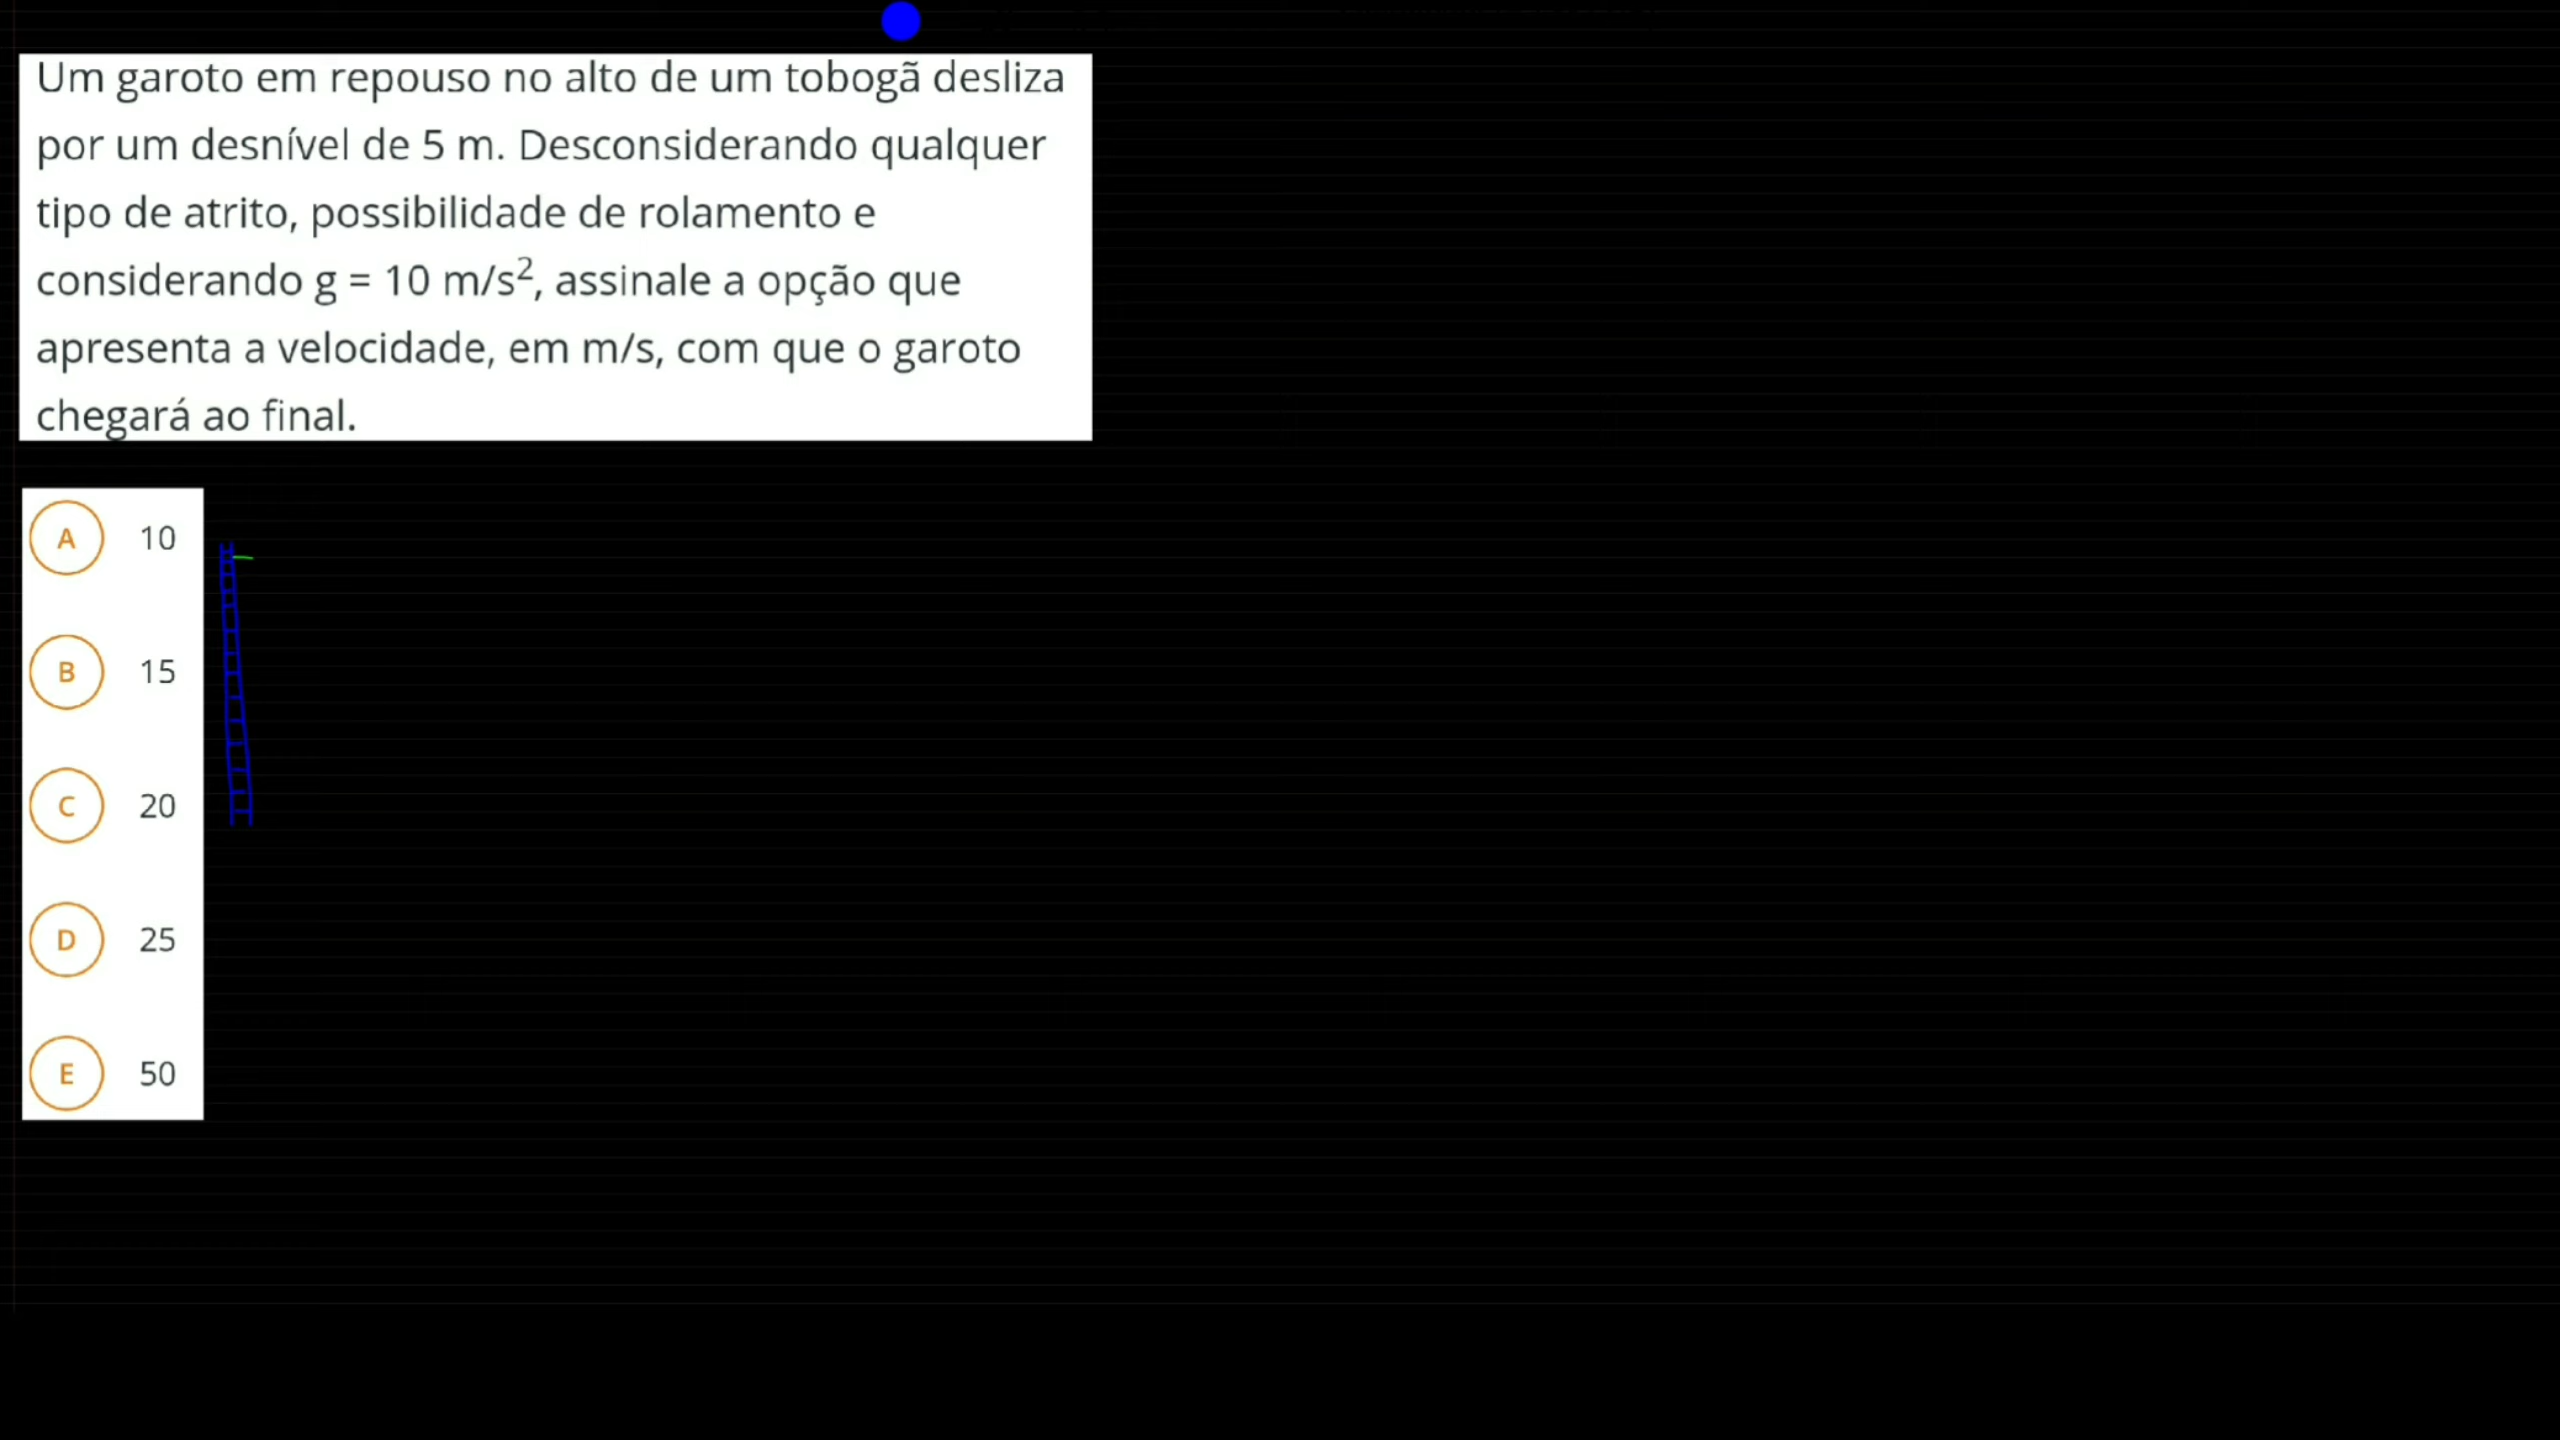 Um garoto em repouso no alto de um tobogã desliza
por um desnível de 5 m. Desconsiderando qualquer
tipo de atrito, possibilidade de rolamento e
considerando g = 10 m/s², assinale a opção que
apresenta a velocidade, em m/s, com que o garoto
chegará ao final.
A 10
B 15
C 20
D 25
E 50